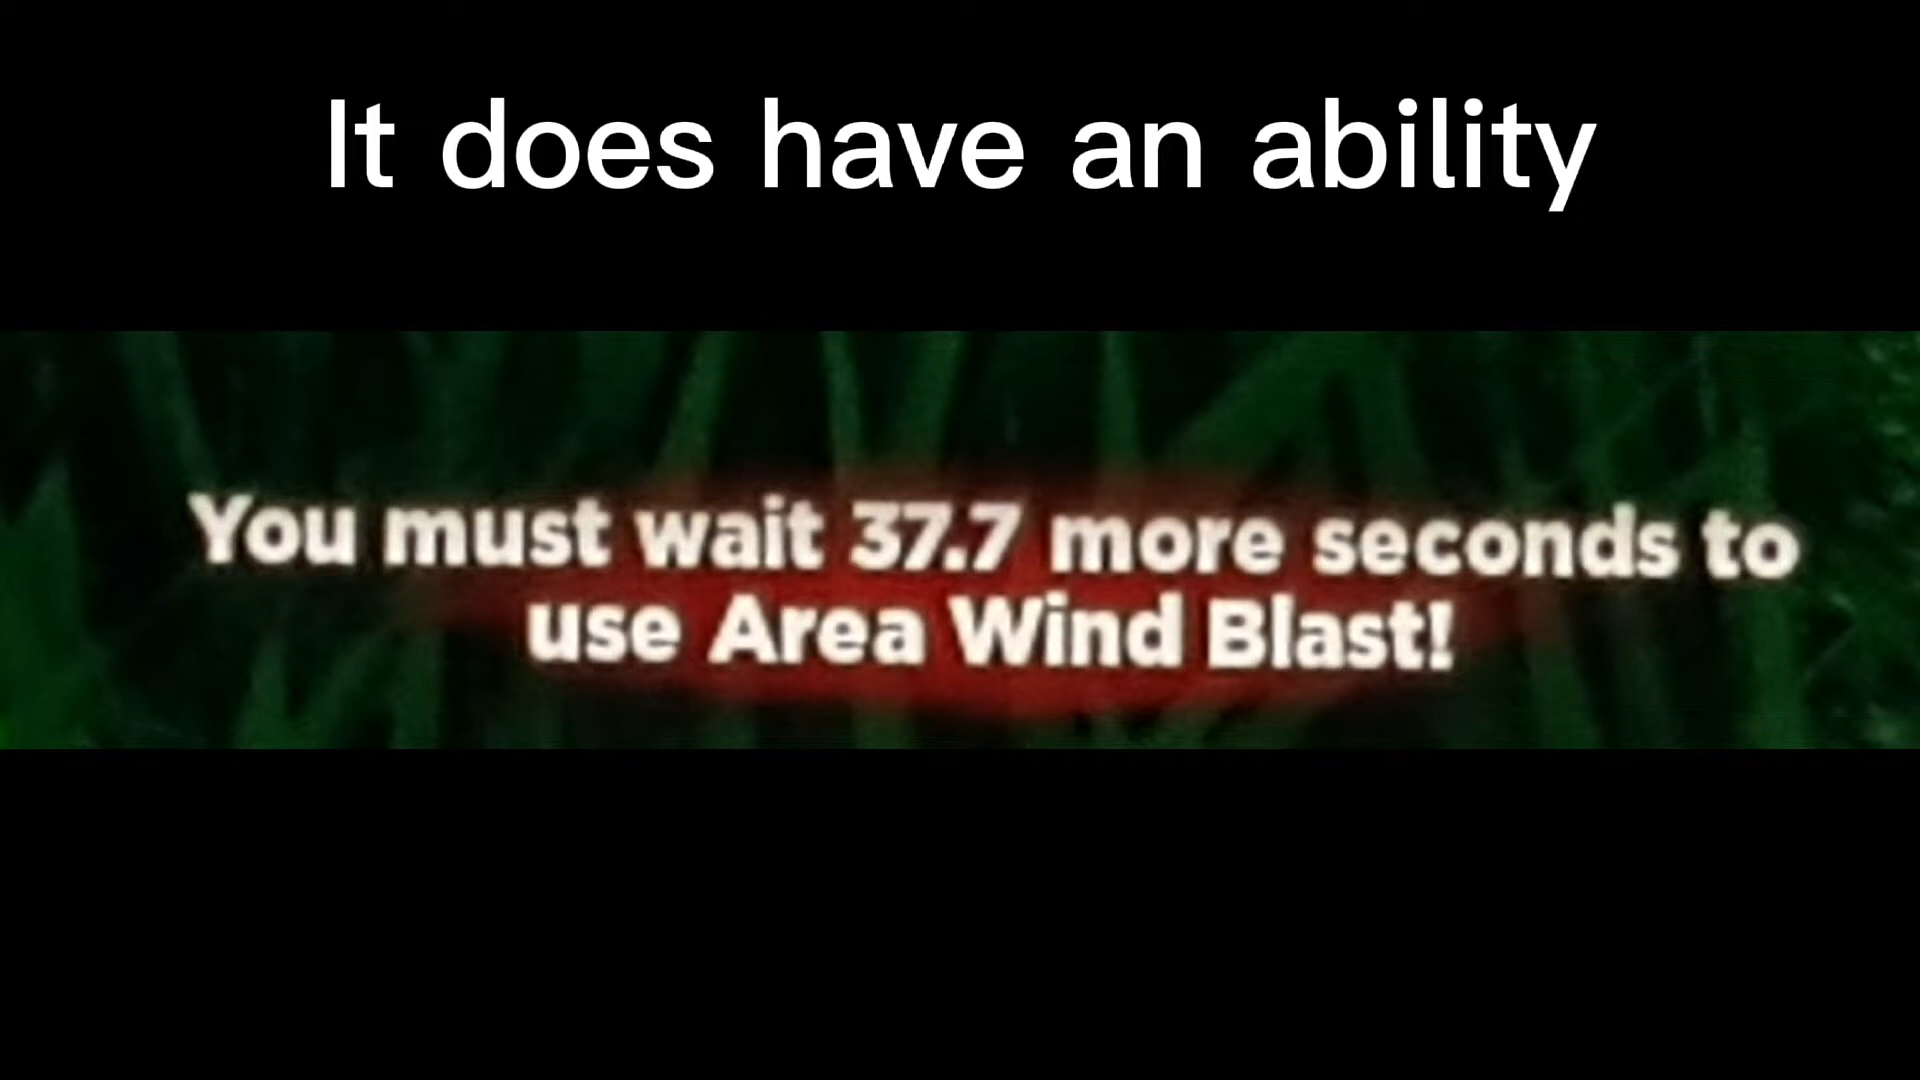 It does have an ability
You must wait 37.7 more seconds to
use Area Wind Blast!